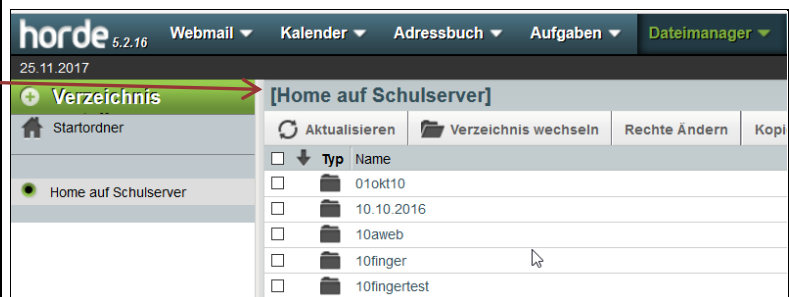 horde 5.2.16 Webmail Kalender Adressbuch Aufgaben Dateimanager
25.11.2017
Verzeichnis
[Home auf Schulserver]
Startordner
Aktualisieren Verzeichnis wechseln Rechte Ändern Kopi
Typ Name
Home auf Schulserver
01okt10
10.10.2016
10aweb
10finger
10fingertest